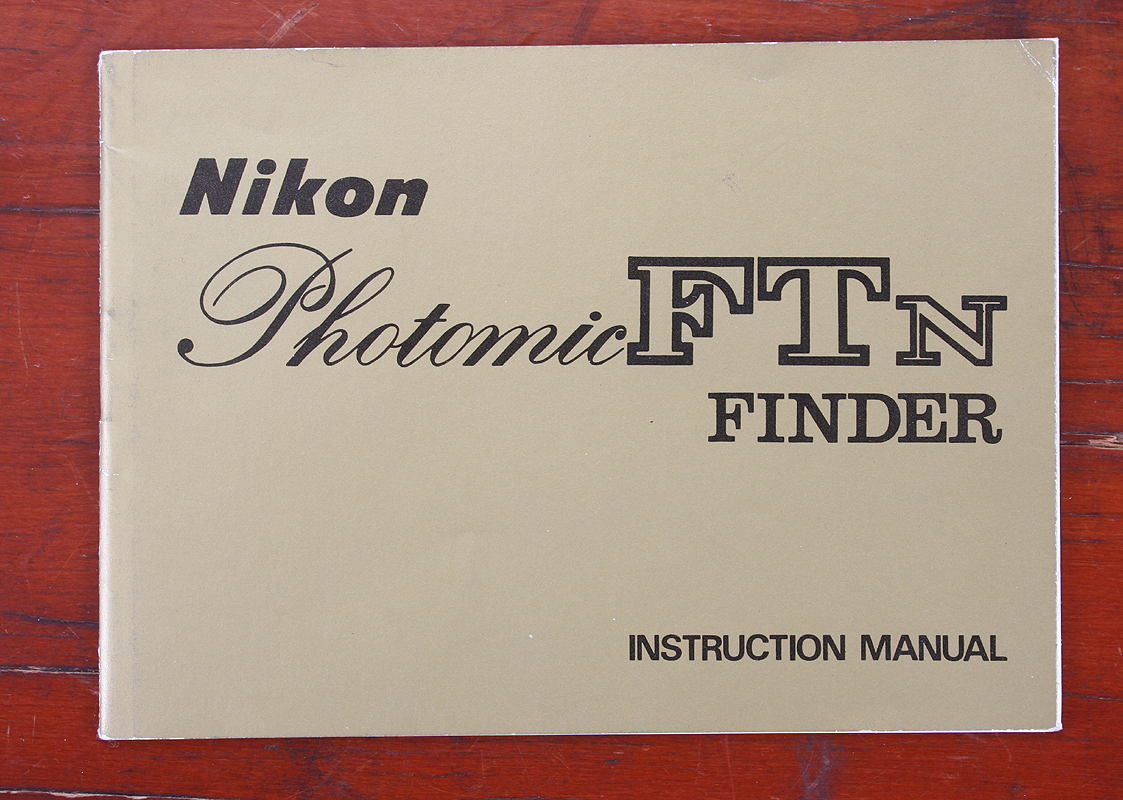 Nikon
Photomic FTN
FINDER
INSTRUCTION MANUAL